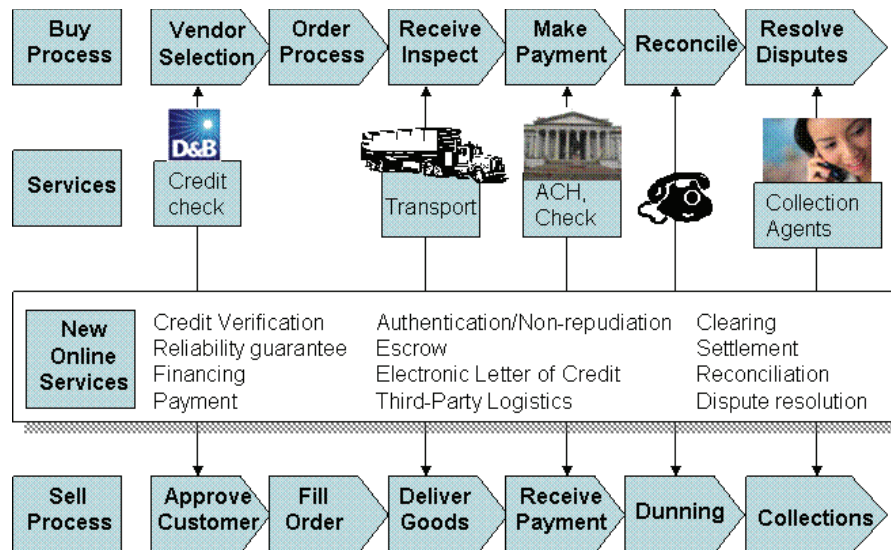 Buy
Process
Vendor
Selection
Order
Process
Receive
Inspect
Make
Payment
Reconcile
Resolve
Disputes
D&B
Services
Credit
check
Transport
ACH,
Check
Collection
Agents
New
Online
Services
Credit Verification
Reliability guarantee
Financing
Payment
Authentication/Non-repudiation
Escrow
Electronic Letter of Credit
Third-Party Logistics
Clearing
Settlement
Reconciliation
Dispute resolution
Sell
Process
Approve
Customer
Fill
Order
Deliver
Goods
Receive
Payment
Dunning
Collections